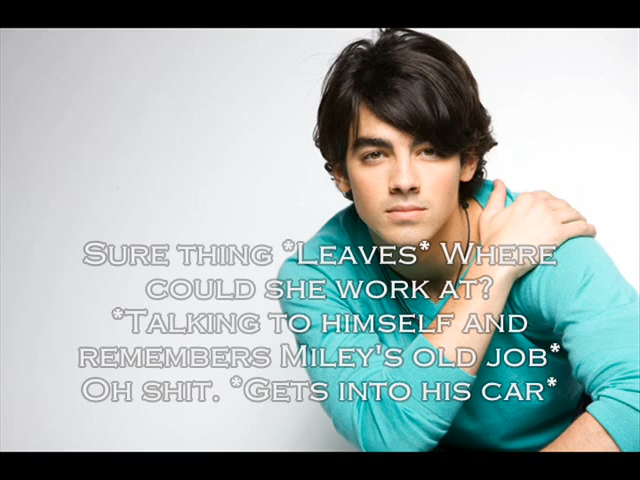 Sure thing *Leaves* Where
could she work at?
*Talking to himself and
remembers Miley's old job*
Oh shit. *Gets into his car*